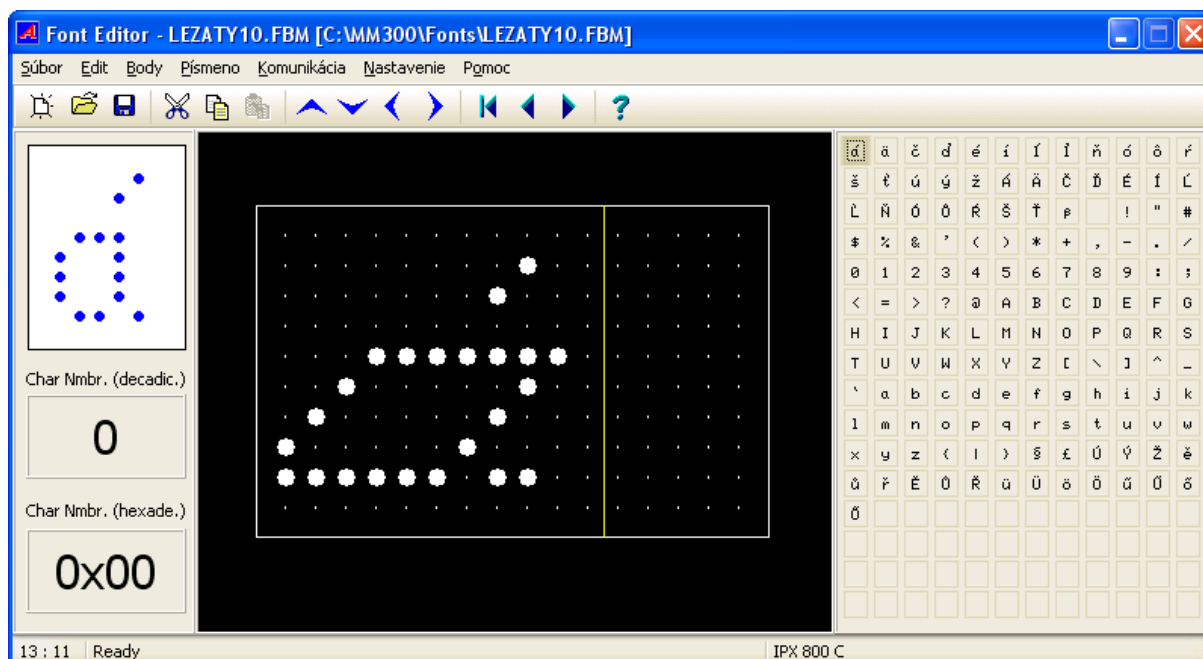 Font Editor - LEZATY10.FBM [C:\MM300\Fonts\LEZATY10.FBM]
Súbor Edit Body Písmeno Komunikácia Nastavenie Pomoc
?
Char Nmbr. (decadic.)
0
Char Nmbr. (hexade.)
0x00
á ä č ď é í Í Í ň ó ô ŕ
š ť ú ý ž Á Ä Č Ď É Í Ĺ
Ň Ó Ô Ŕ Š Ť β ! " #
$ % & ' ( ) * + , - . /
0 1 2 3 4 5 6 7 8 9 : ;
< = > ? @ A B C D E F G
H I J K L M N O P Q R S
T U V W X Y Z [ \ ] ^ _
` a b c d e f g h i j k
l m n o p q r s t u v w
x y z { | } § £ Ú Ý Ž ě
ů ř Ě Ů Ř ü Ü ö Ö ű Ű ő
Ő
13 : 11 Ready IPX 800 C